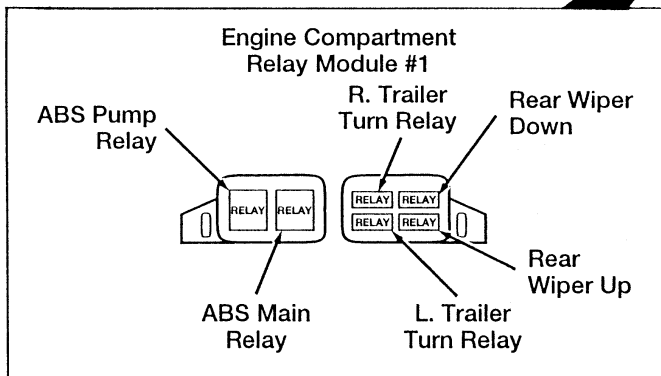 Engine Compartment
Relay Module #1
ABS Pump
Relay
R. Trailer
Turn Relay
Rear Wiper
Down
RELAY
RELAY
RELAY
RELAY
RELAY
RELAY
ABS Main
Relay
L. Trailer
Turn Relay
Rear
Wiper Up